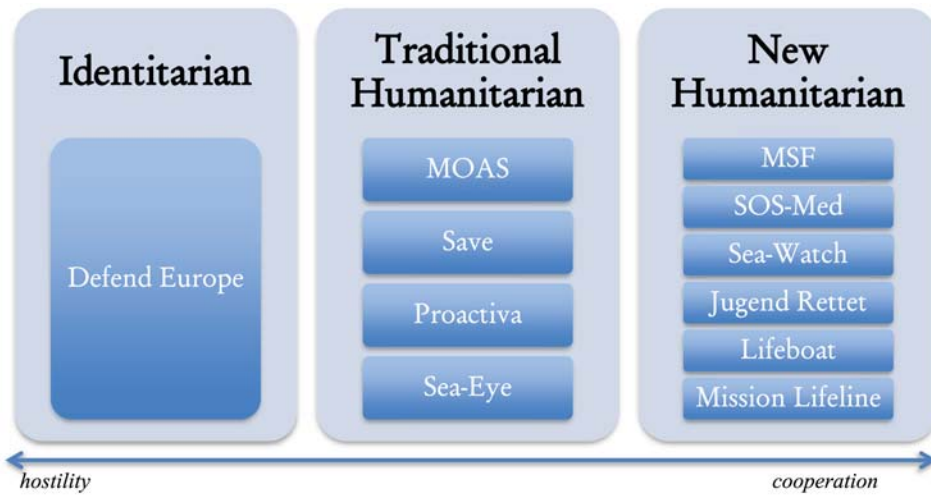 Identitarian
Defend Europe
Traditional
Humanitarian
MOAS
Save
Proactiva
Sea-Eye
New
Humanitarian
MSF
SOS-Med
Sea-Watch
Jugend Rettet
Lifeboat
Mission Lifeline
hostility
cooperation